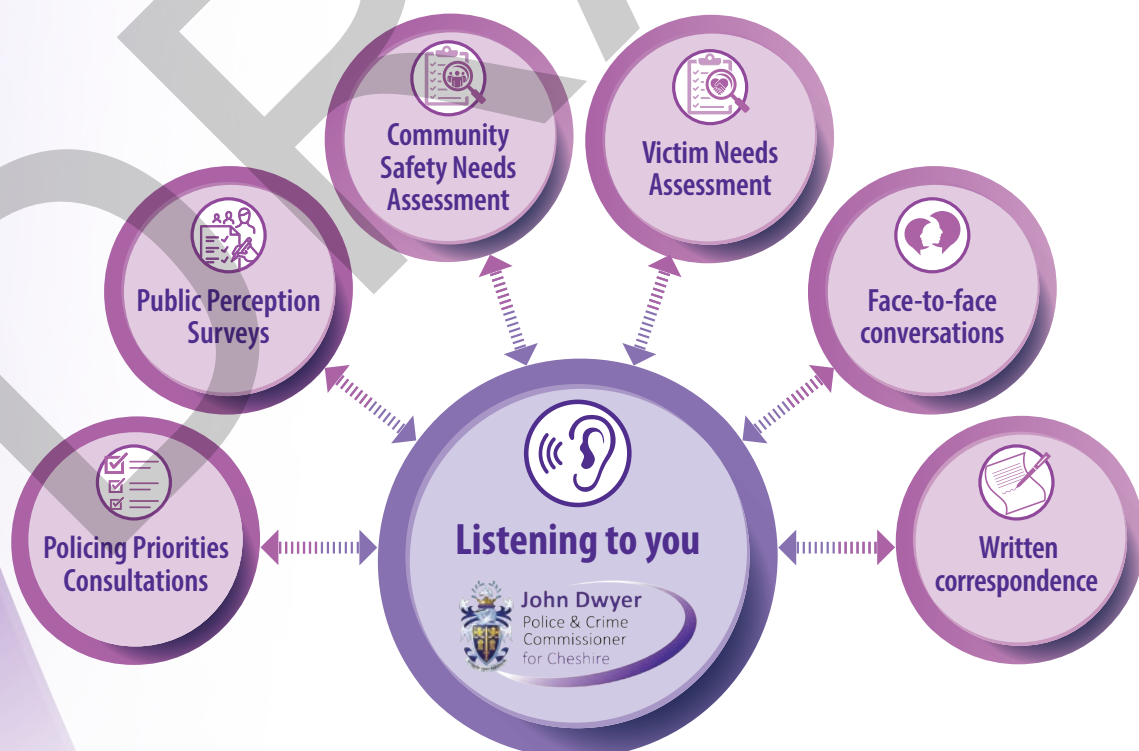 Community
Safety Needs
Assessment
Victim Needs
Assessment
Public Perception
Surveys
Face-to-face
conversations
Policing Priorities
Consultations
Listening to you
John Dwyer
Police & Crime
Commissioner
for Cheshire
Written
correspondence